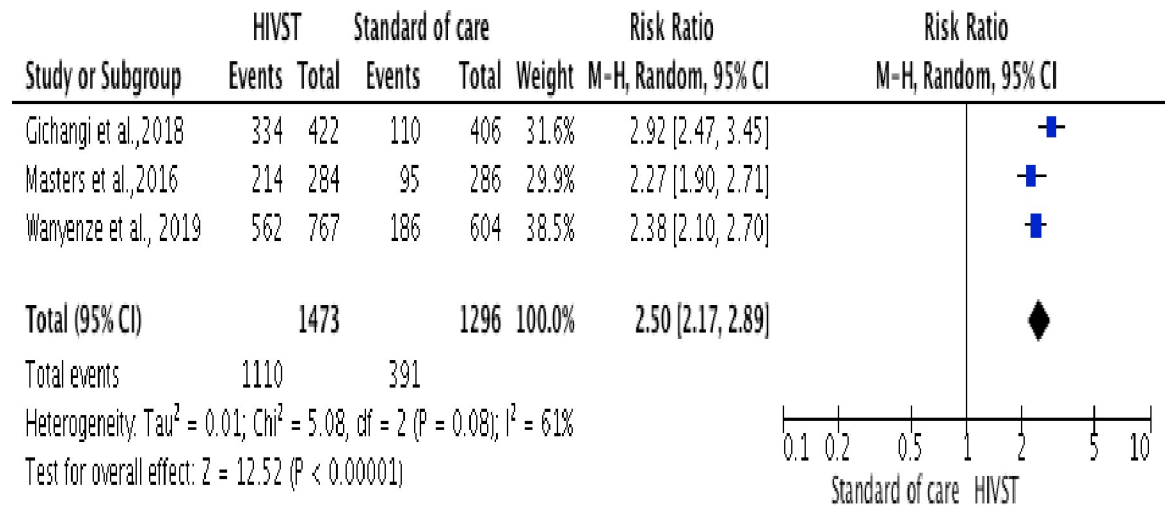 HIVST Standard of care Risk Ratio Risk Ratio
Study or Subgroup Events Total Events Total Weight M-H, Random, 95% CI M-H, Random, 95% CI
Gichangi et al.,2018 334 422 110 406 31.6% 2.92 [2.47, 3.45]
Masters et al.,2016 214 284 95 286 29.9% 2.27 [1.90, 2.71]
Wanyenze et al., 2019 562 767 186 604 38.5% 2.38 [2.10, 2.70]
Total (95% CI) 1473 1296 100.0% 2.50 [2.17, 2.89]
Total events 1110 391
Heterogeneity: Tau² = 0.01; Chi² = 5.08, df = 2 (P = 0.08); I² = 61%
Test for overall effect: Z = 12.52 (P < 0.00001)
0.1 0.2 0.5 1 2 5 10
Standard of care HIVST